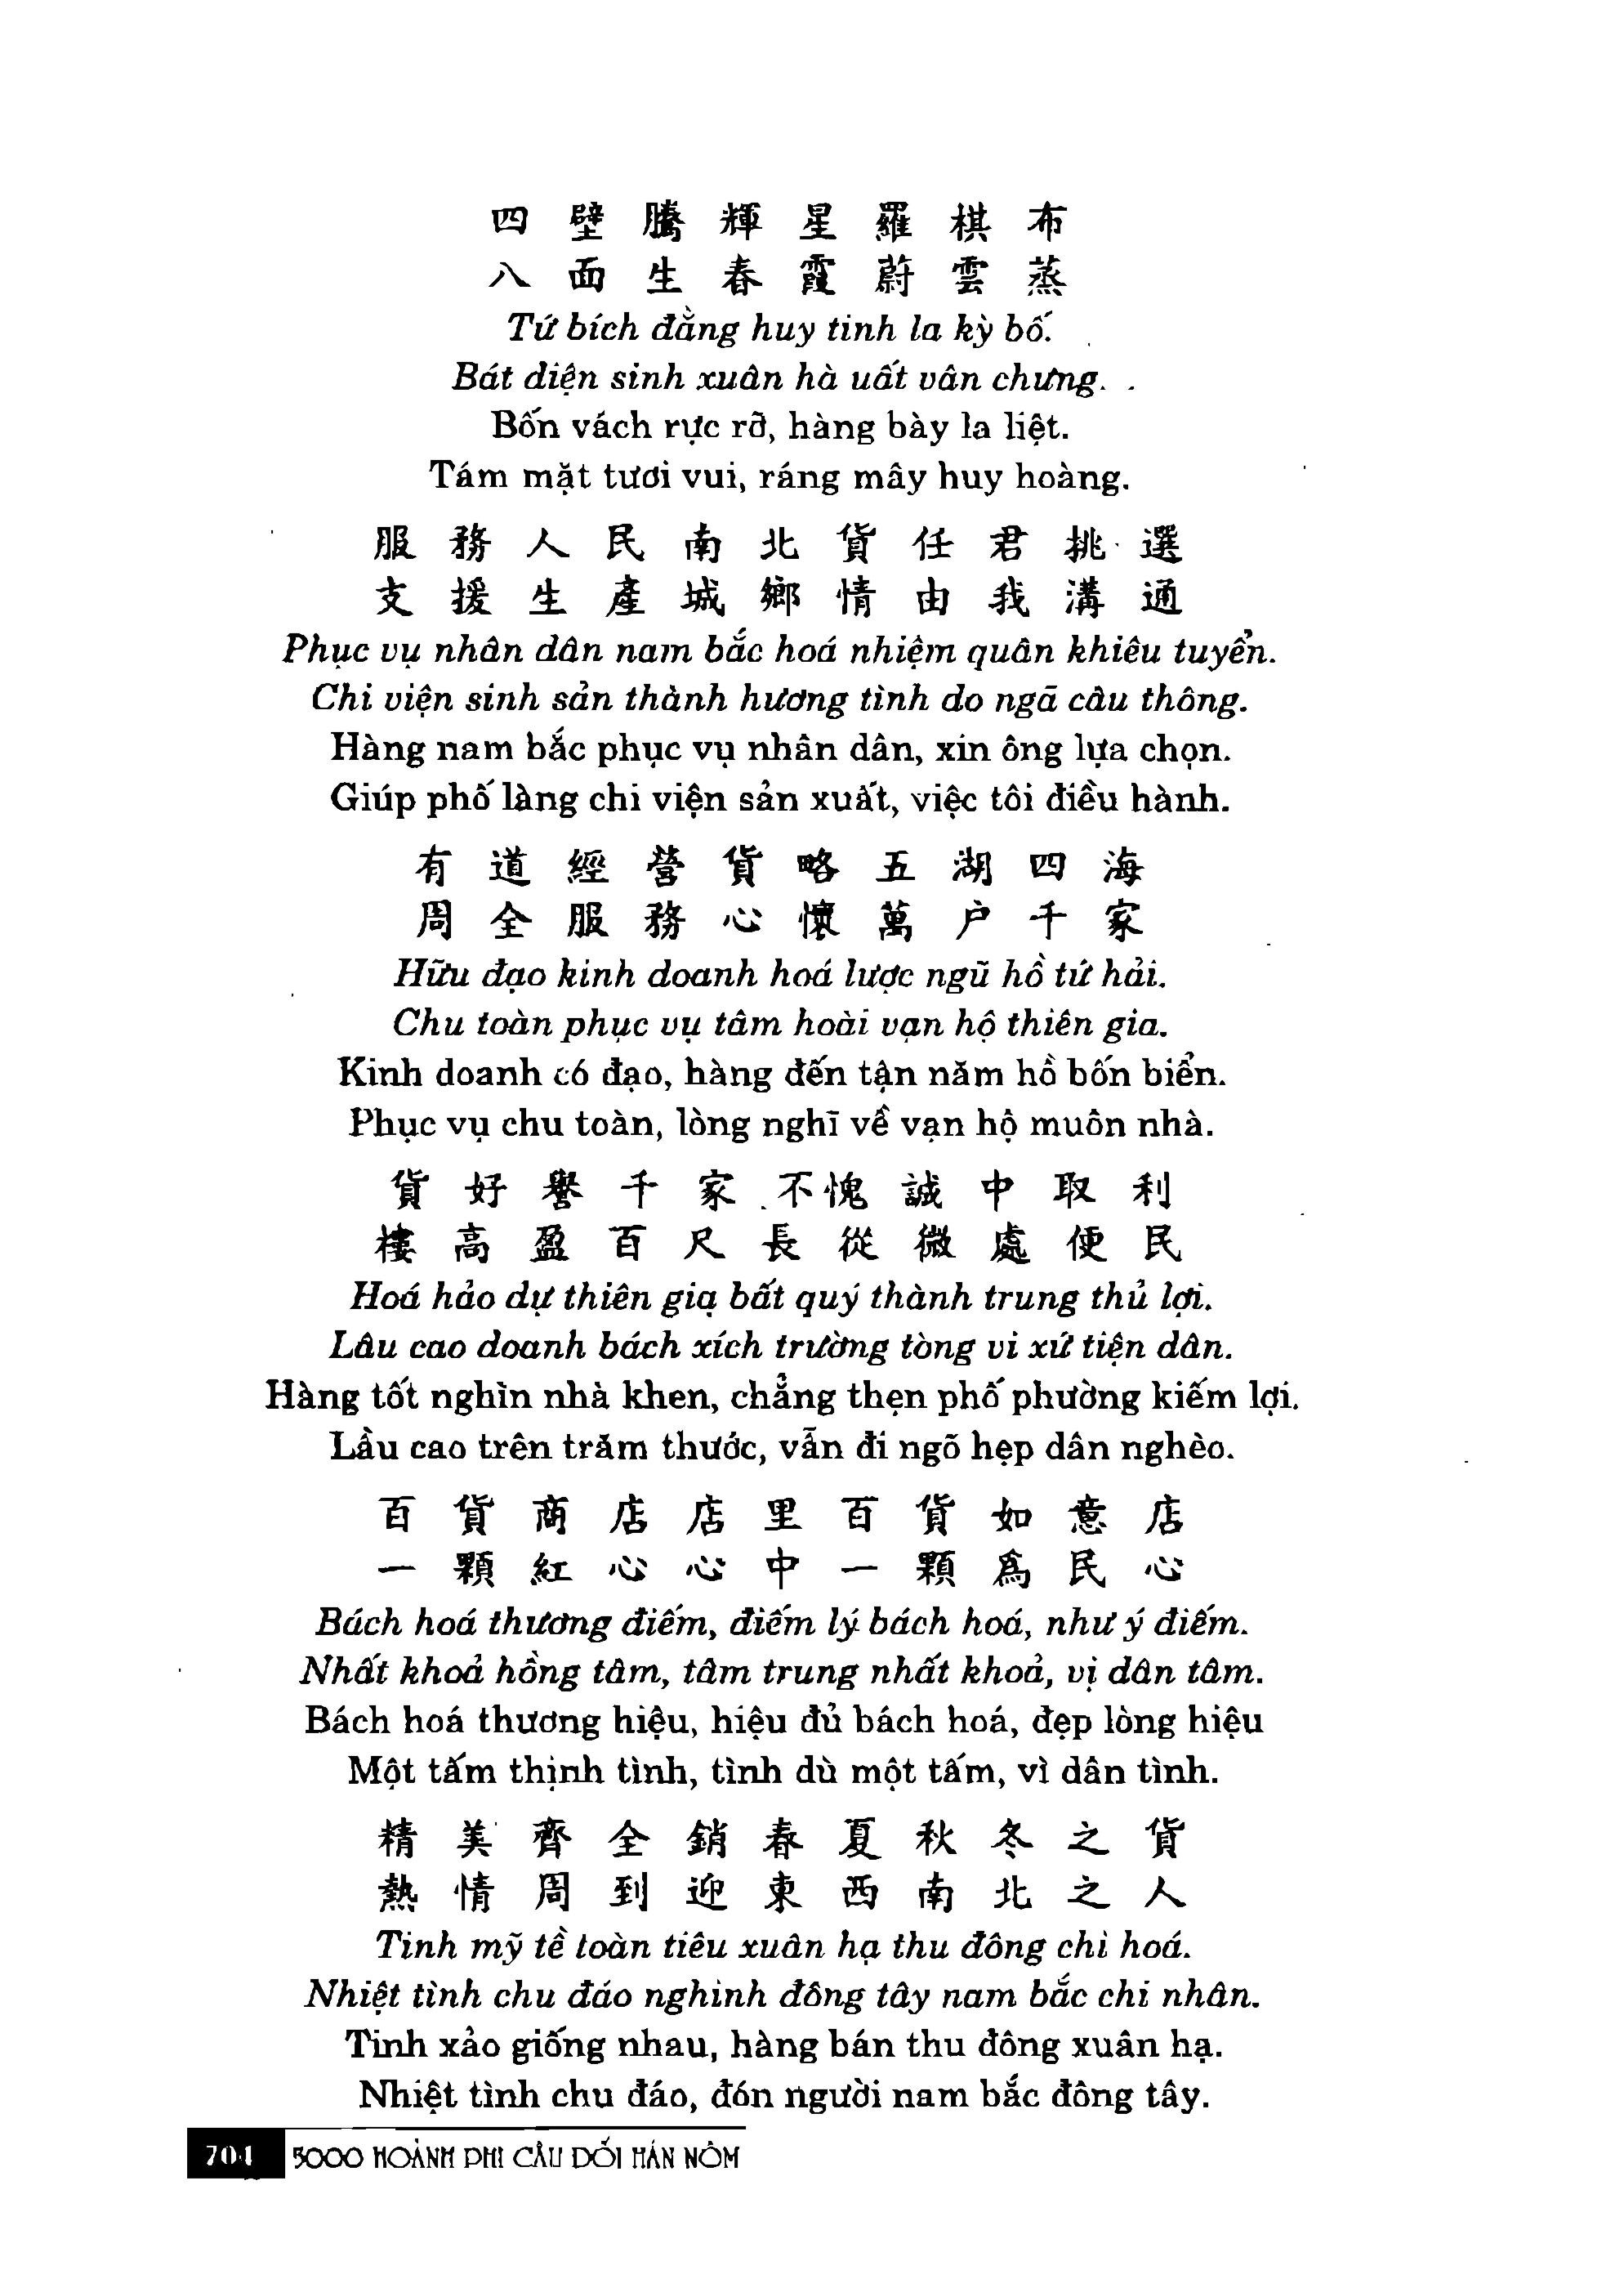 四壁騰輝星羅棋布
八面生春霞蔚雲蒸
Tứ bích đằng huy tinh la kỳ bố.
Bát diện sinh xuân hà uất vân chưng.
Bốn vách rực rỡ, hàng bày la liệt.
Tám mặt tươi vui, ráng mây huy hoàng.
服務人民南北貨任君挑選
支援生產城鄉情由我溝通
Phục vụ nhân dân nam bắc hoá nhiệm quân khiêu tuyển.
Chi viện sinh sản thành hương tình do ngã câu thông.
Hàng nam bắc phục vụ nhân dân, xin ông lựa chọn.
Giúp phố làng chi viện sản xuất, việc tôi điều hành.
有道經營貨略五湖四海
周全服務心懷萬户千家
Hữu đạo kinh doanh hoá lược ngũ hồ tứ hải.
Chu toàn phục vụ tâm hoài vạn hộ thiên gia.
Kinh doanh có đạo, hàng đến tận năm hồ bốn biển.
Phục vụ chu toàn, lòng nghĩ về vạn hộ muôn nhà.
貨好譽千家不愧誠中取利
樓高盈百尺長從微處便民
Hoá hảo dự thiên giạ bất quý thành trung thủ lợi.
Lâu cao doanh bách xích trường tòng vi xứ tiện dân.
Hàng tốt nghìn nhà khen, chẳng thẹn phố phường kiếm lợi.
Lầu cao trên trăm thước, vẫn đi ngõ hẹp dân nghèo.
百貨商店店里百貨如意店
一顆紅心心中一顆為民心
Bách hoá thương điếm, điếm lý bách hoá, như ý điếm.
Nhất khoả hồng tâm, tâm trung nhất khoả, vị dân tâm.
Bách hoá thương hiệu, hiệu đủ bách hoá, đẹp lòng hiệu
Một tấm thịnh tình, tình dù một tấm, vì dân tình.
精美齊全銷春夏秋冬之貨
熱情周到迎東西南北之人
Tinh mỹ tề toàn tiêu xuân hạ thu đông chi hoá.
Nhiệt tình chu đáo nghinh đông tây nam bắc chi nhân.
Tinh xảo giống nhau, hàng bán thu đông xuân hạ.
Nhiệt tình chu đáo, đón người nam bắc đông tây.
704 5000 HOÀNH PHI CÂU ĐỐI HÁN NÔM